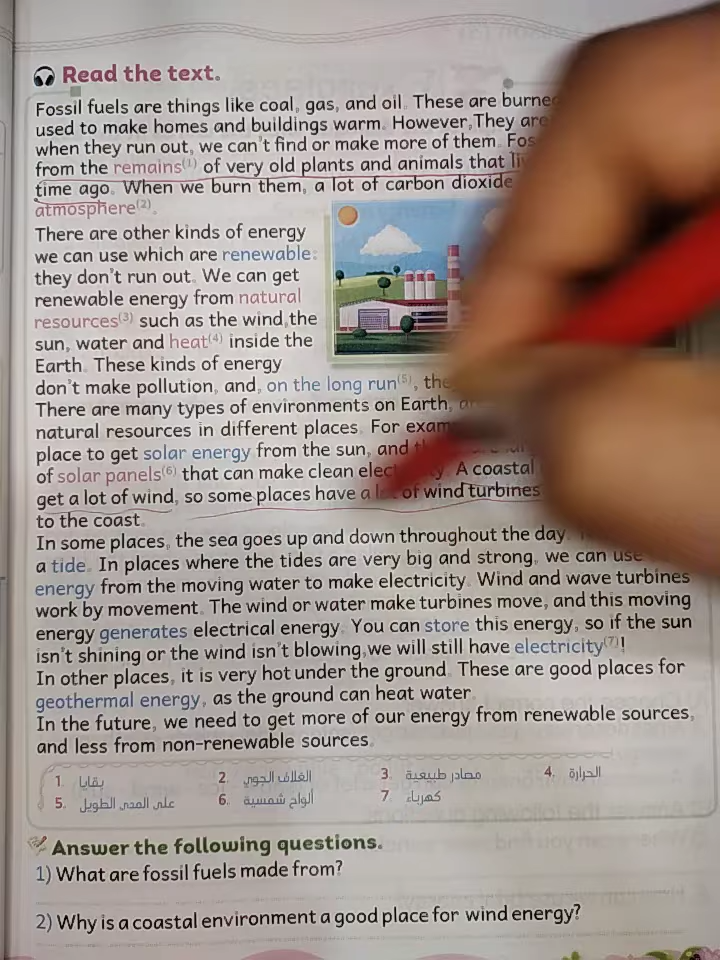 Read the text.
Fossil fuels are things like coal, gas, and oil. These are burne
used to make homes and buildings warm. However,They are
when they run out, we can't find or make more of them. Fos
from the remains(1) of very old plants and animals that li
time ago. When we burn them, a lot of carbon dioxide
atmosphere(2).
There are other kinds of energy
we can use which are renewable:
they don't run out. We can get
renewable energy from natural
resources(3) such as the wind,the
sun, water and heat(4) inside the
Earth. These kinds of energy
don't make pollution, and, on the long run(5), the
There are many types of environments on Earth,
natural resources in different places. For exam
place to get solar energy from the sun, and
of solar panels(6) that can make clean elec A coastal
get a lot of wind, so some places have a lot of wind turbines
to the coast.
In some places, the sea goes up and down throughout the day.
a tide. In places where the tides are very big and strong, we can use
energy from the moving water to make electricity. Wind and wave turbines
work by movement. The wind or water make turbines move, and this moving
energy generates electrical energy. You can store this energy, so if the sun
isn't shining or the wind isn't blowing,we will still have electricity(7)!
In other places, it is very hot under the ground. These are good places for
geothermal energy, as the ground can heat water.
In the future, we need to get more of our energy from renewable sources,
and less from non-renewable sources.
1. بقايا 2. الغلاف الجوي 3. مصادر طبيعية 4. الحرارة
5. على المدى الطويل 6. ألواح شمسية 7. كهرباء
Answer the following questions.
1) What are fossil fuels made from?
2) Why is a coastal environment a good place for wind energy?